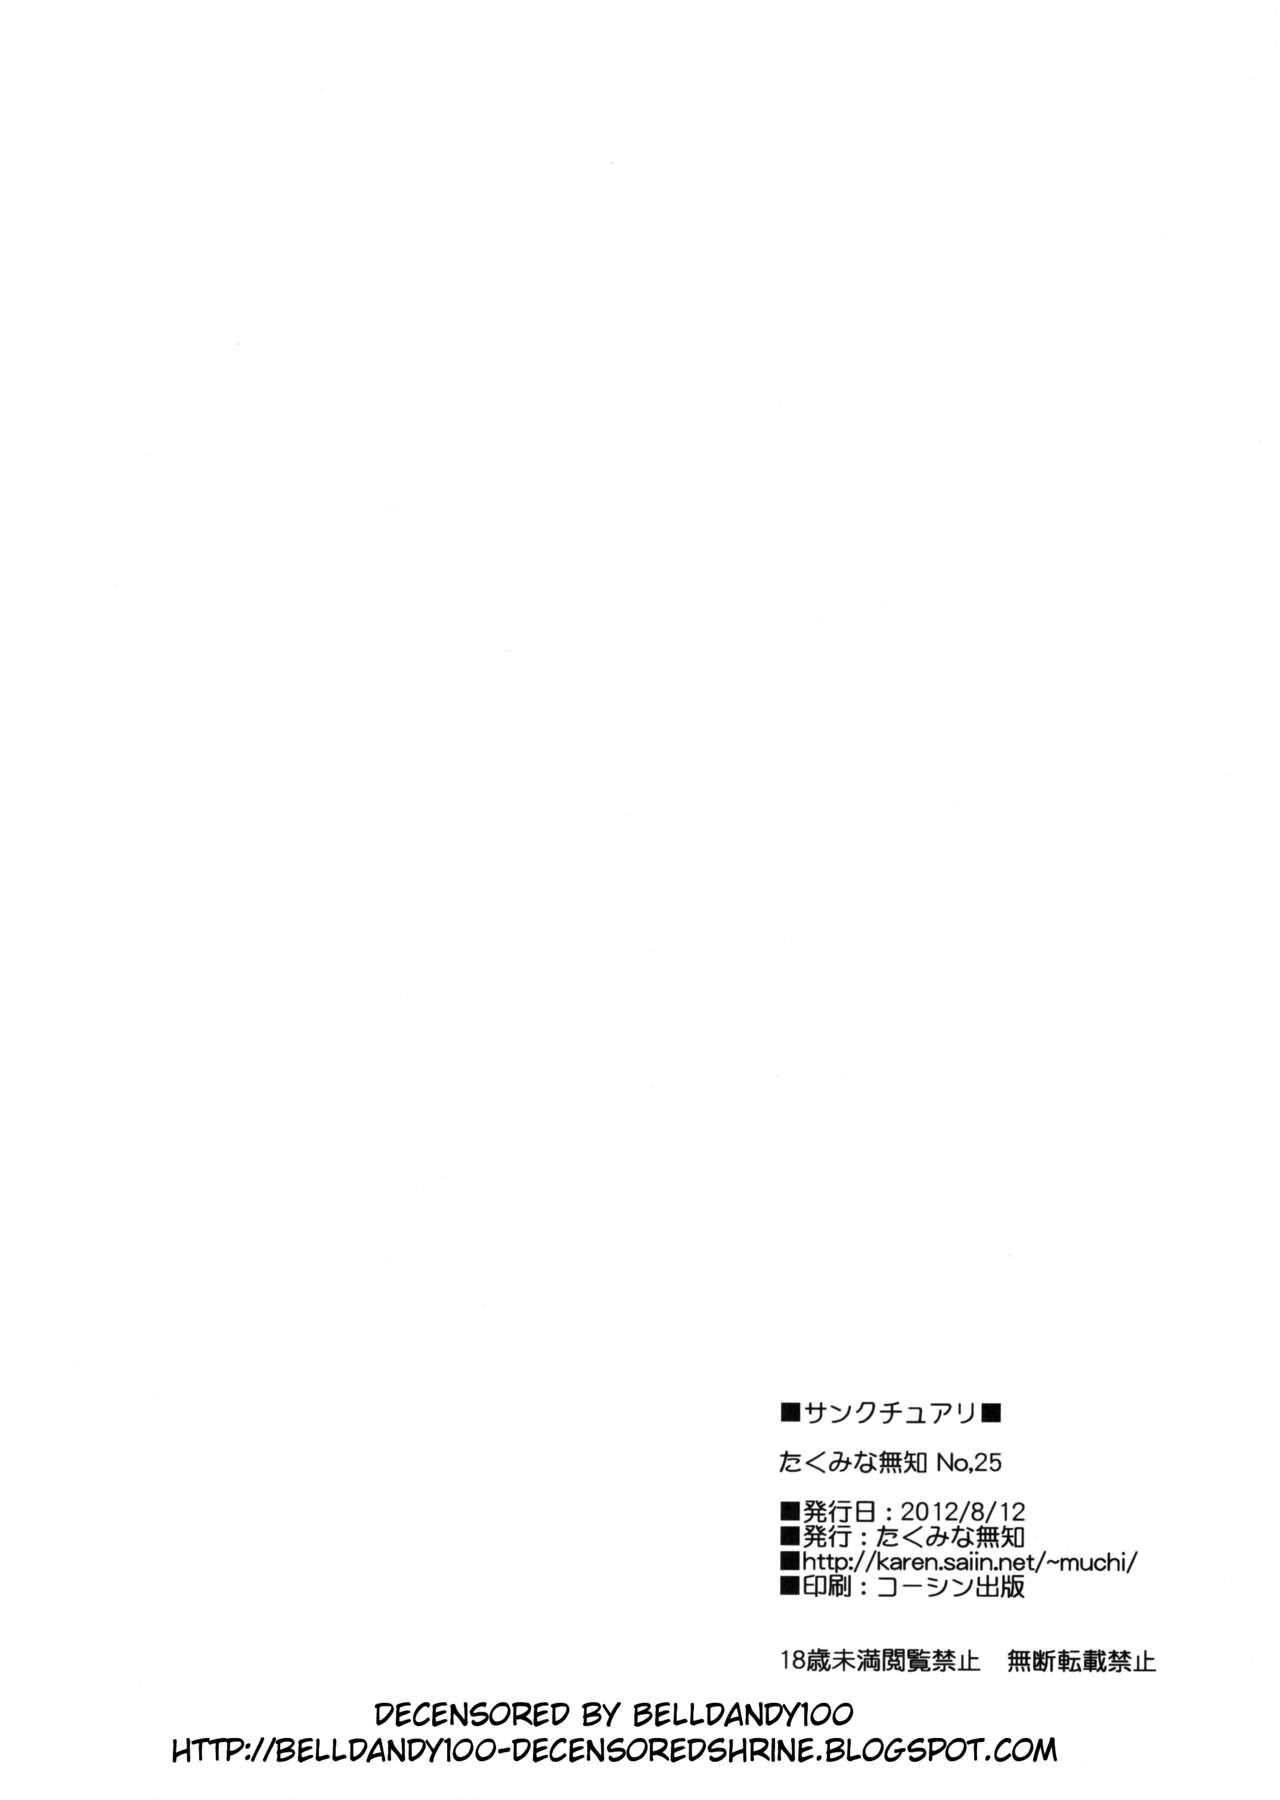 ■サンクチュアリ■
たくみな無知 No,25
■発行日：2012/8/12
■発行：たくみな無知
■http://karen.saiin.net/~muchi/
■印刷：コーシン出版
18歳未満閲覧禁止　無断転載禁止
DECENSORED BY BELLDANDY100
HTTP://BELLDANDY100-DECENSOREDSHRINE.BLOGSPOT.COM